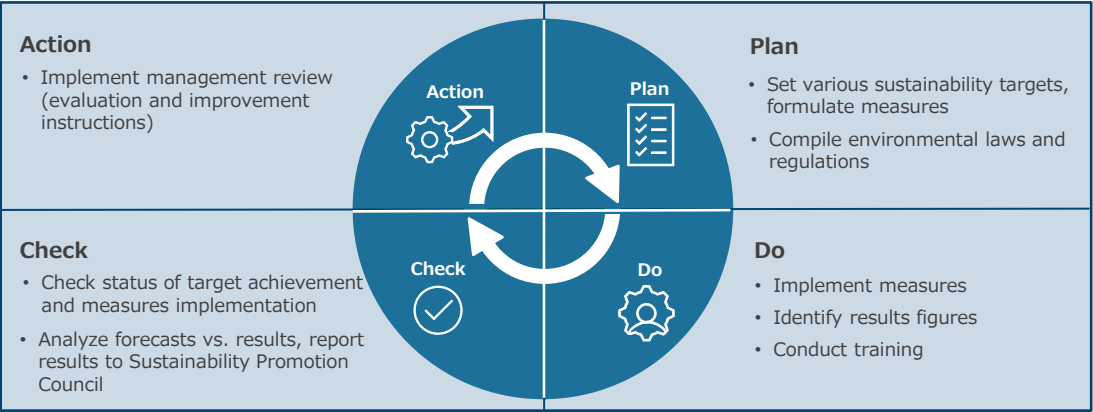 Action
• Implement management review
(evaluation and improvement
instructions)
Plan
• Set various sustainability targets,
formulate measures
• Compile environmental laws and
regulations
Action
Plan
Check
Do
Check
• Check status of target achievement
and measures implementation
• Analyze forecasts vs. results, report
results to Sustainability Promotion
Council
Do
• Implement measures
• Identify results figures
• Conduct training